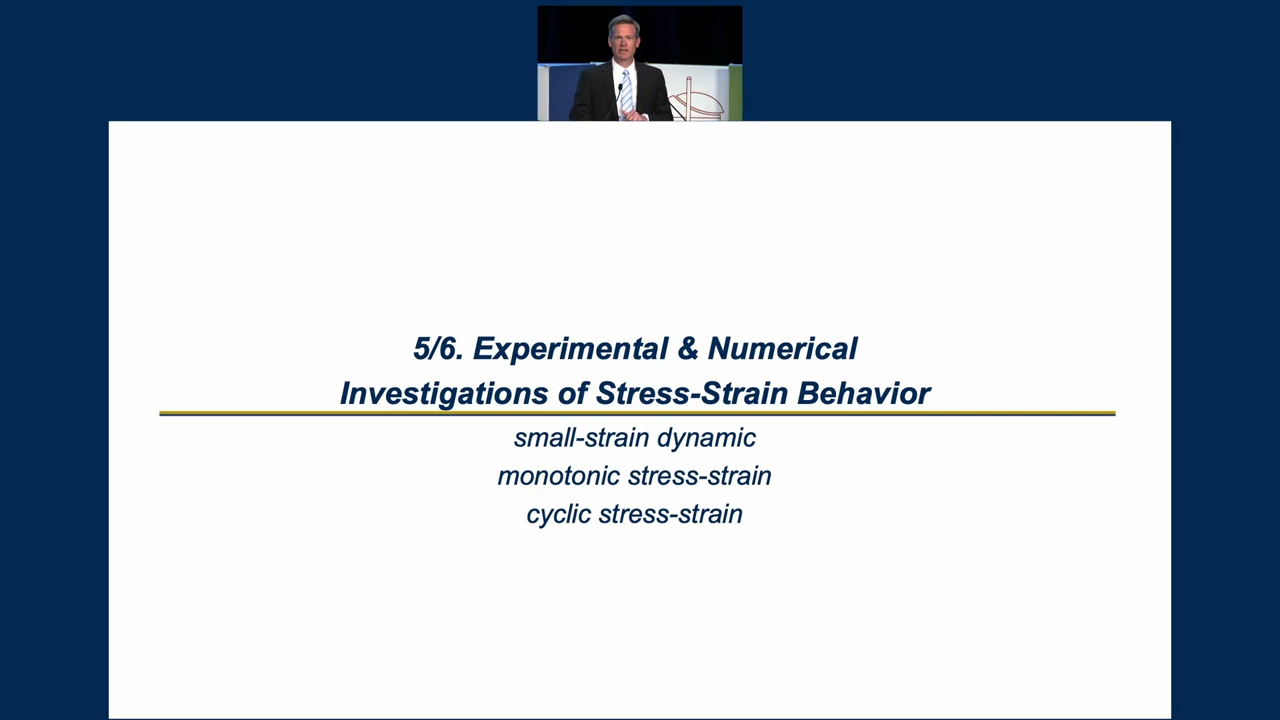 5/6. Experimental & Numerical
Investigations of Stress-Strain Behavior
small-strain dynamic
monotonic stress-strain
cyclic stress-strain